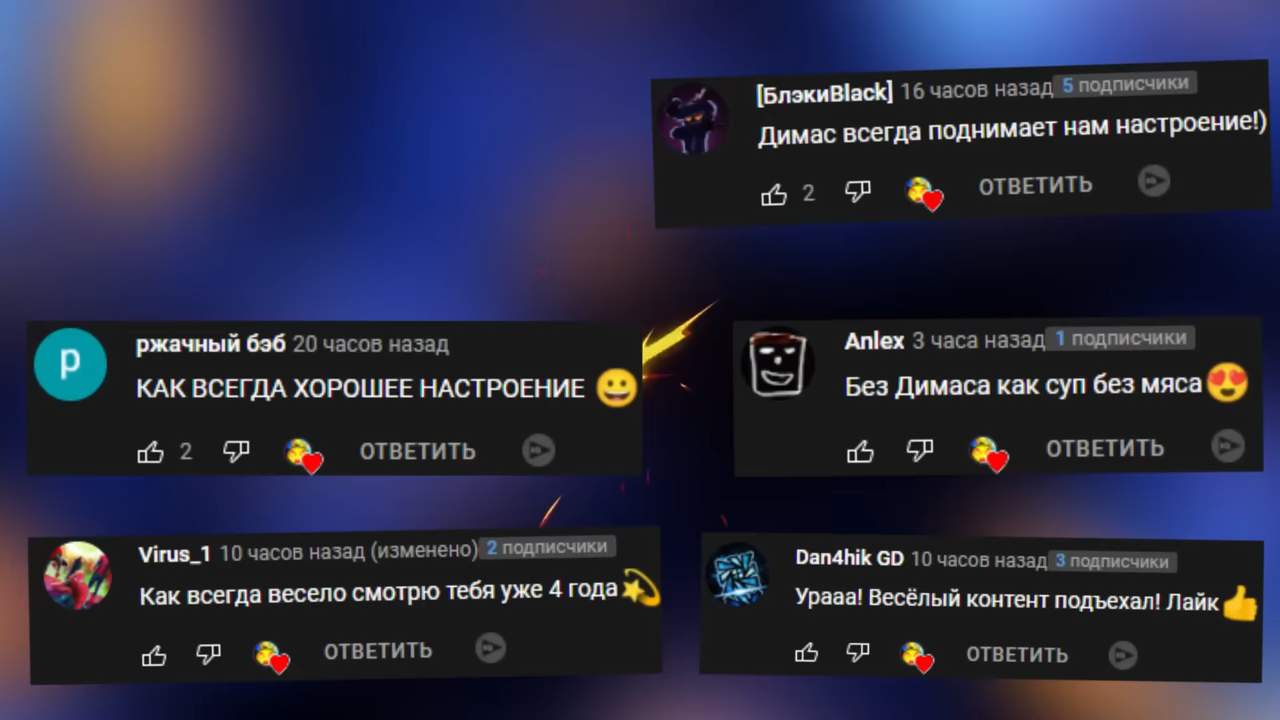 [БлэкиBlack] 16 часов назад 5 подписчики
Димас всегда поднимает нам настроение!)
2 ОТВЕТИТЬ
р
ржачный бэб 20 часов назад
КАК ВСЕГДА ХОРОШЕЕ НАСТРОЕНИЕ 😀
2 ОТВЕТИТЬ
Anlex 3 часа назад 1 подписчики
Без Димаса как суп без мяса😍
ОТВЕТИТЬ
Virus_1 10 часов назад (изменено) 2 подписчики
Как всегда весело смотрю тебя уже 4 года💫
ОТВЕТИТЬ
Dan4hik GD 10 часов назад 3 подписчики
Урааа! Весёлый контент подъехал! Лайк👍
ОТВЕТИТЬ